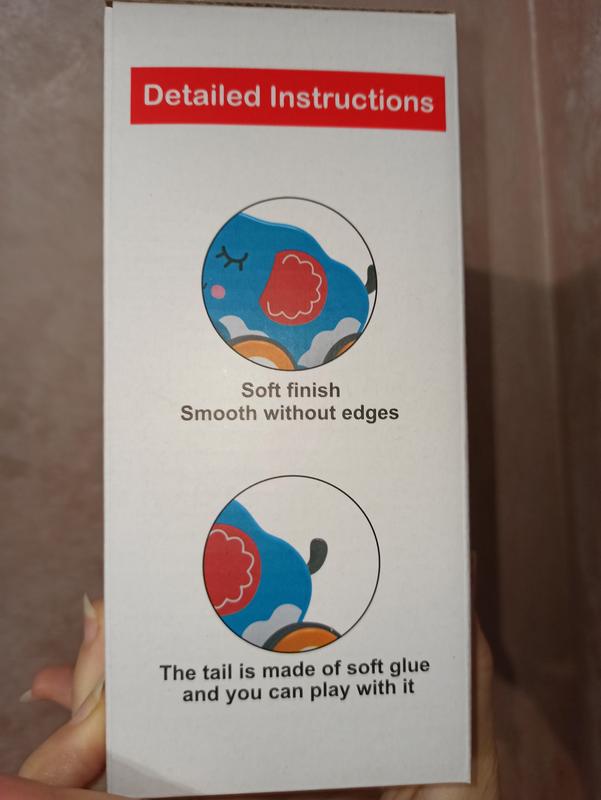 Detailed Instructions
Soft finish
Smooth without edges
The tail is made of soft glue
and you can play with it